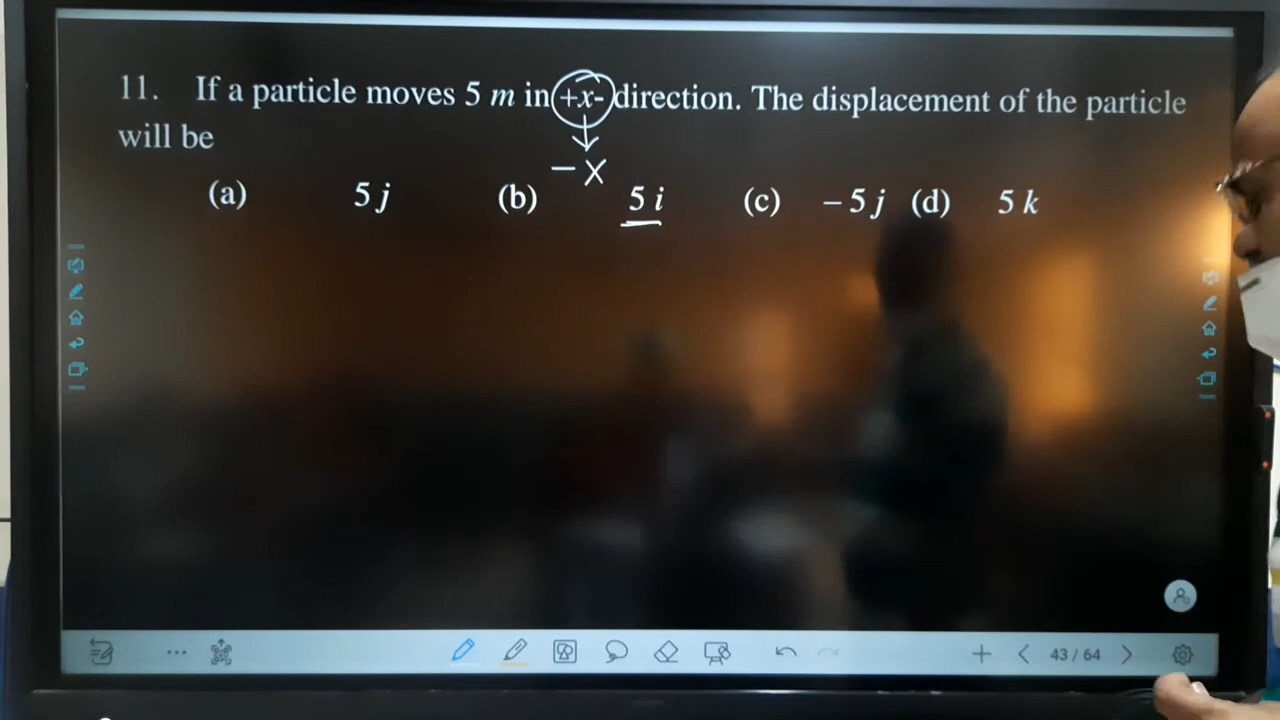 11. If a particle moves 5 m in +x- direction. The displacement of the particle
will be
– X
(a) 5 j (b) 5 i (c) – 5 j (d) 5 k
43 / 64